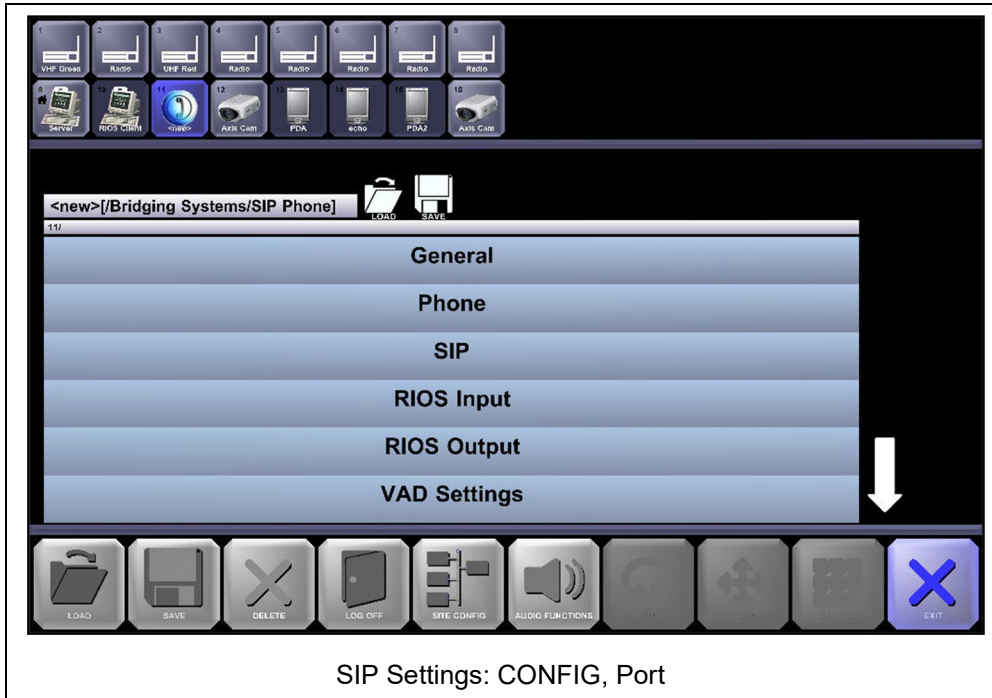 1 2 3 4 5 6 7 8
VHF Green Radio UHF Red Radio Radio Radio Radio Radio
9 10 11 12 13 14 15 16
Server RIOS Client <new> Axis Cam PDA echo PDA2 Axis Cam
<new>[/Bridging Systems/SIP Phone] LOAD SAVE
11/
General
Phone
SIP
RIOS Input
RIOS Output
VAD Settings
LOAD SAVE DELETE LOG OFF SITE CONFIG AUDIO FUNCTIONS EXIT
SIP Settings: CONFIG, Port